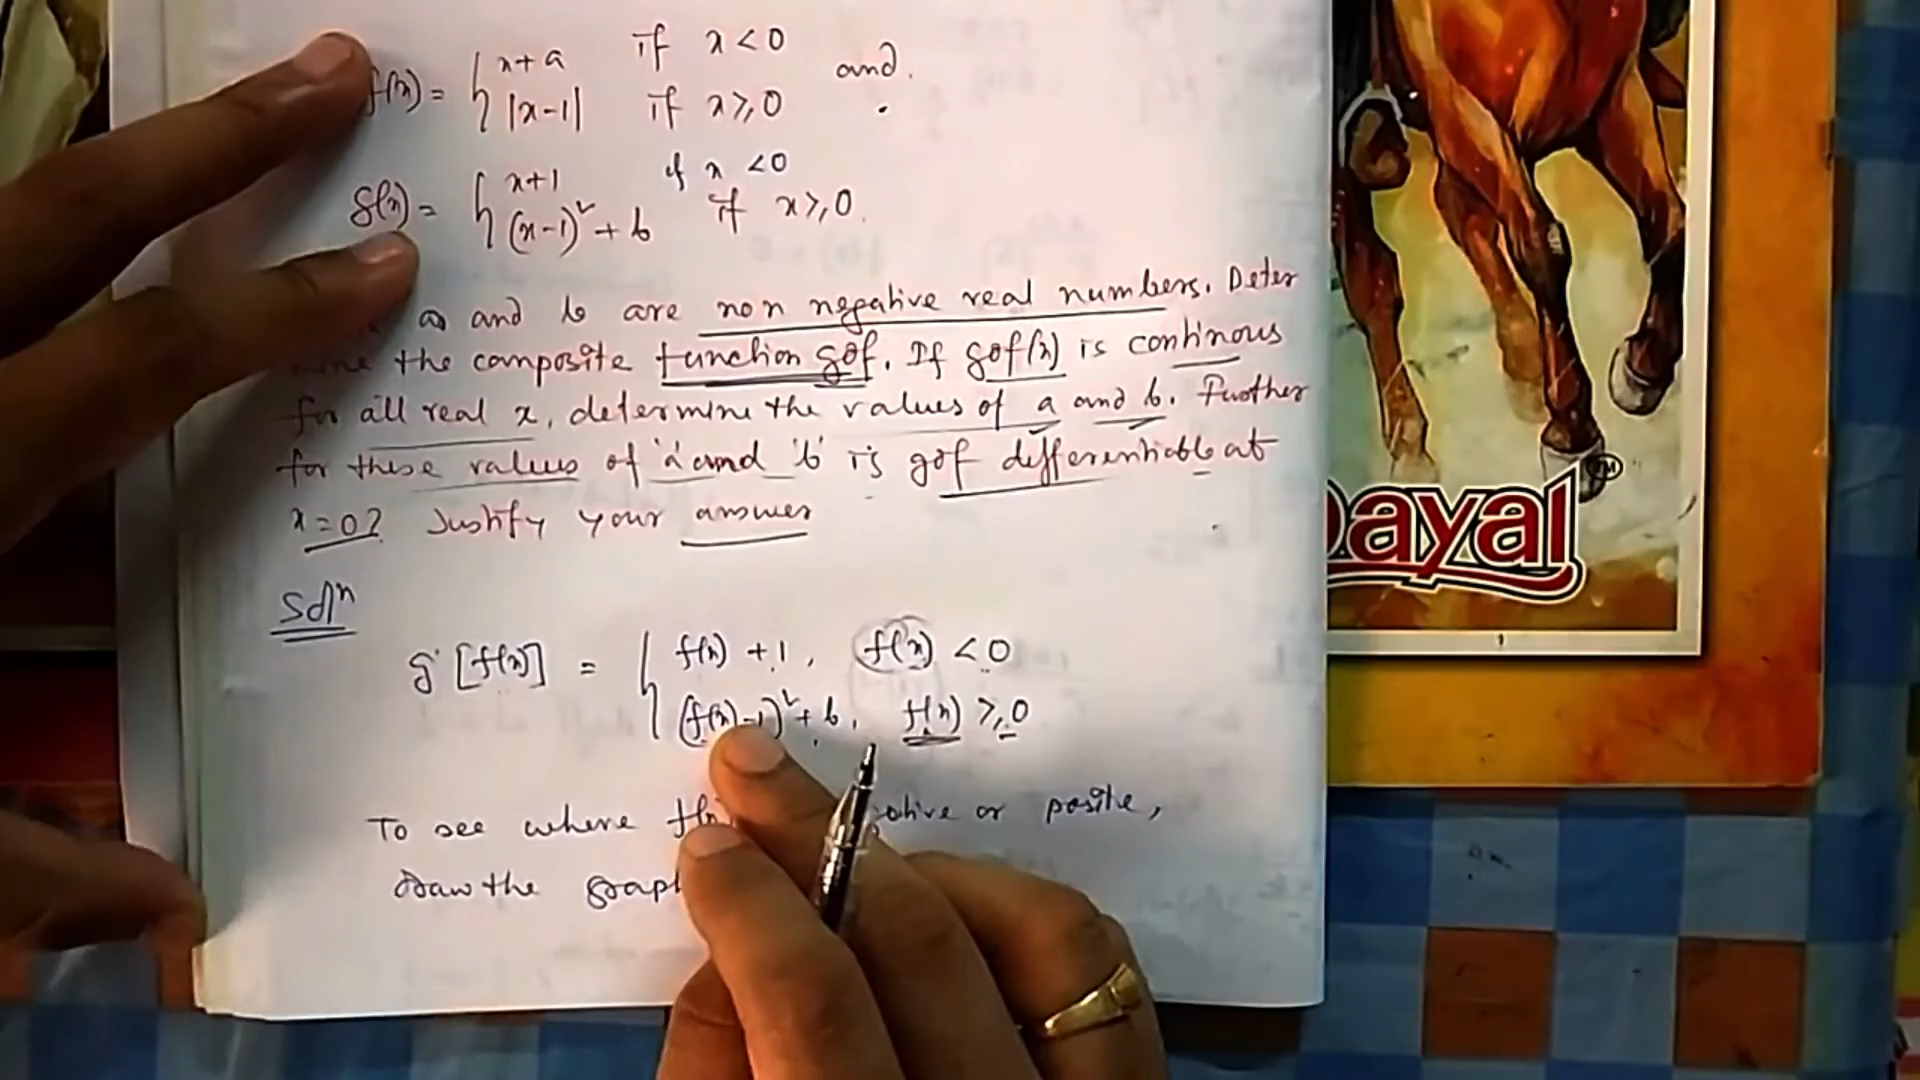 f(x) = { x+a if x<0 and.
|x-1| if x≥0
g(x) = { x+1 if x<0
(x-1)² + b if x≥0.
a and b are non negative real numbers. Deter
mine the composite function gof. If gof(x) is continous
for all real x, determine the values of a and b. Further
for these values of 'a' and 'b' is gof differentiable at
x=0? Justify your answer
Solⁿ
g[f(x)] = { f(x)+1, f(x)<0
(f(x)-1)²+b, f(x)≥0
To see where or posite,
draw the
payal
TM